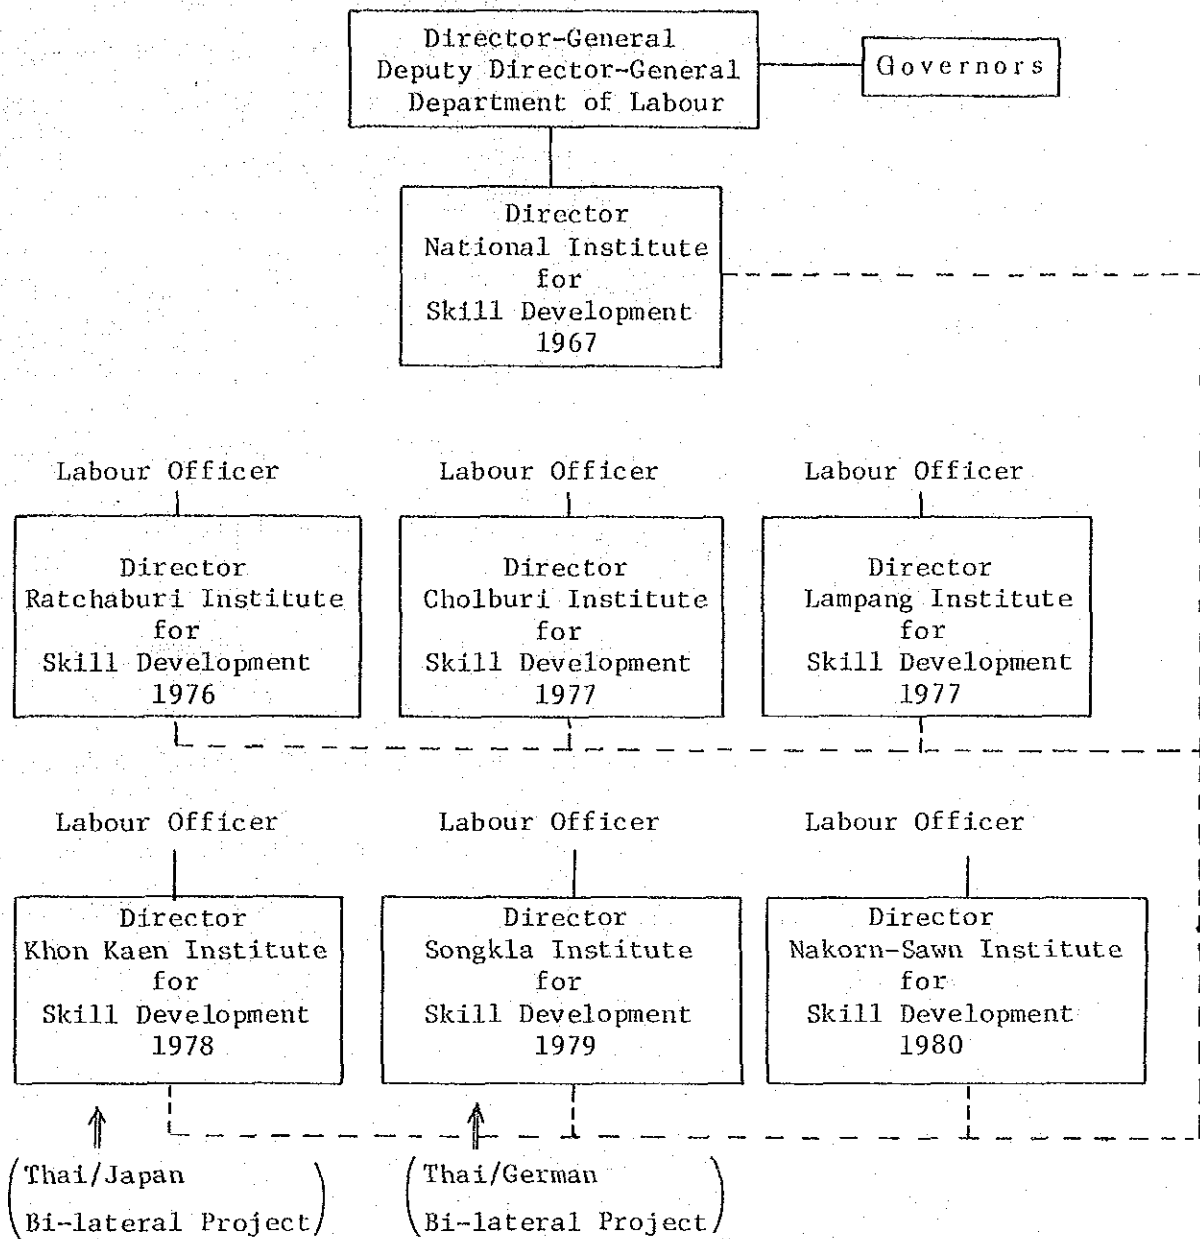 Director-General
Deputy Director-General
Department of Labour
Governors
Director
National Institute
for
Skill Development
1967
Labour Officer
Director
Ratchaburi Institute
for
Skill Development
1976
Labour Officer
Director
Cholburi Institute
for
Skill Development
1977
Labour Officer
Director
Lampang Institute
for
Skill Development
1977
Labour Officer
Director
Khon Kaen Institute
for
Skill Development
1978
(Thai/Japan
Bi-lateral Project)
Labour Officer
Director
Songkla Institute
for
Skill Development
1979
(Thai/German
Bi-lateral Project)
Labour Officer
Director
Nakorn-Sawn Institute
for
Skill Development
1980